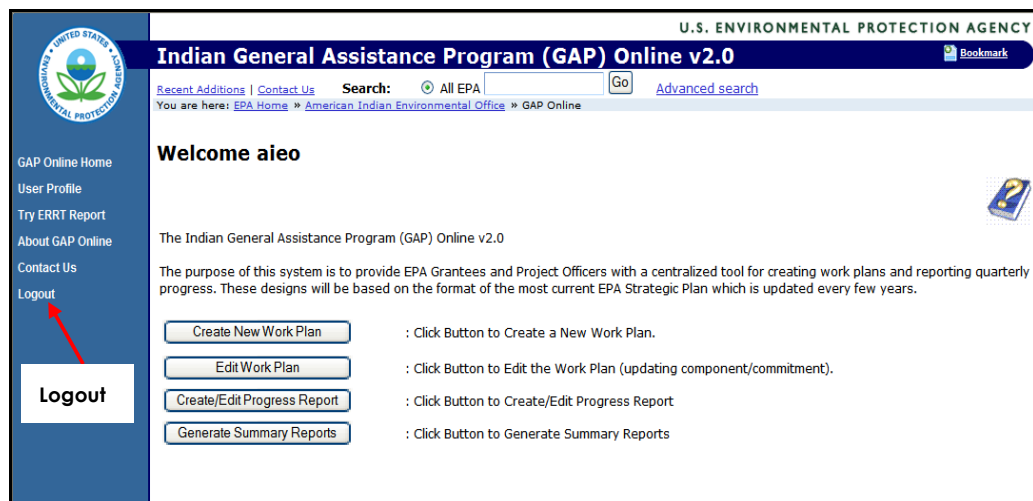 U.S. ENVIRONMENTAL PROTECTION AGENCY
UNITED STATES
ENVIRONMENTAL PROTECTION AGENCY
Indian General Assistance Program (GAP) Online v2.0
Bookmark
Recent Additions | Contact Us Search: All EPA Go Advanced search
You are here: EPA Home » American Indian Environmental Office » GAP Online
GAP Online Home
User Profile
Try ERRT Report
About GAP Online
Contact Us
Logout
Logout
Welcome aieo
The Indian General Assistance Program (GAP) Online v2.0
The purpose of this system is to provide EPA Grantees and Project Officers with a centralized tool for creating work plans and reporting quarterly
progress. These designs will be based on the format of the most current EPA Strategic Plan which is updated every few years.
Create New Work Plan : Click Button to Create a New Work Plan.
Edit Work Plan : Click Button to Edit the Work Plan (updating component/commitment).
Create/Edit Progress Report : Click Button to Create/Edit Progress Report
Generate Summary Reports : Click Button to Generate Summary Reports